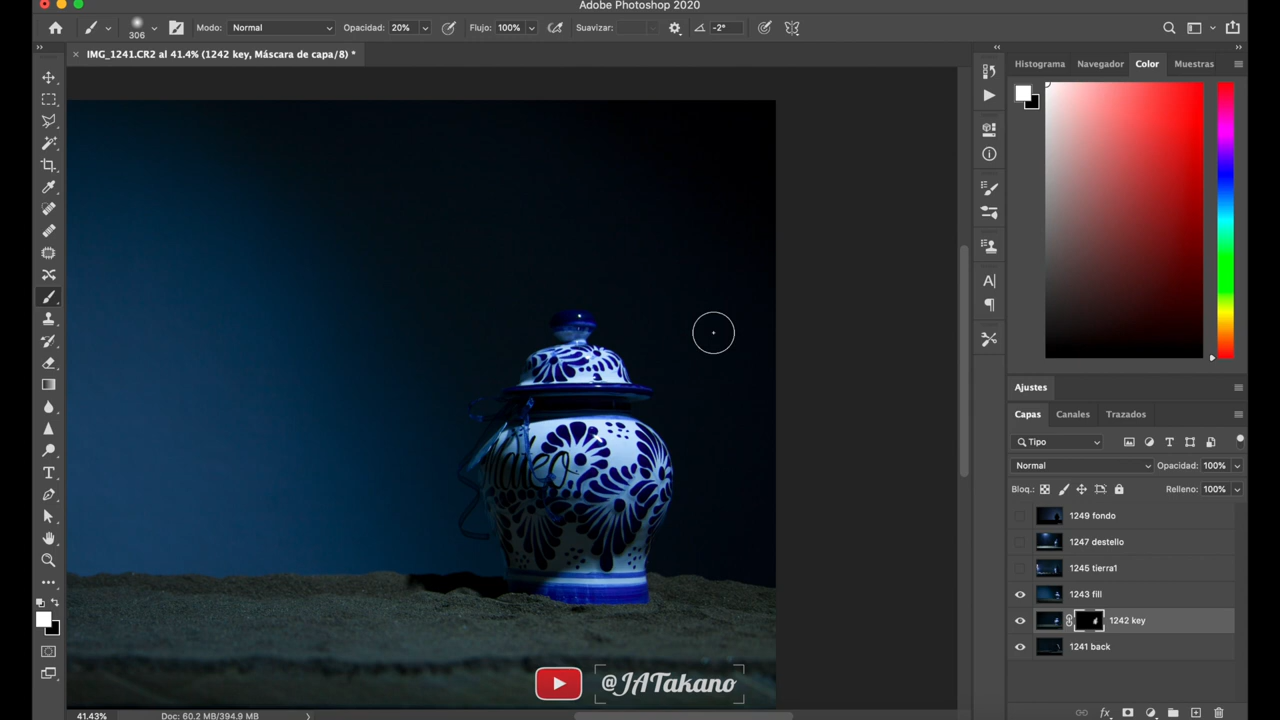 Adobe Photoshop 2020
306
Modo:
Normal
Opacidad:
20%
Flujo:
100%
Suavizar:
-2°
IMG_1241.CR2 al 41.4% (1242 key, Máscara de capa/8) *
Histograma
Navegador
Color
Muestras
Ajustes
Capas
Canales
Trazados
Tipo
Normal
Opacidad:
100%
Bloq.:
Relleno:
100%
1249 fondo
1247 destello
1245 tierra1
1243 fill
1242 key
1241 back
Mateo
@JATakano
41.43%
Doc: 60.2 MB/394.9 MB